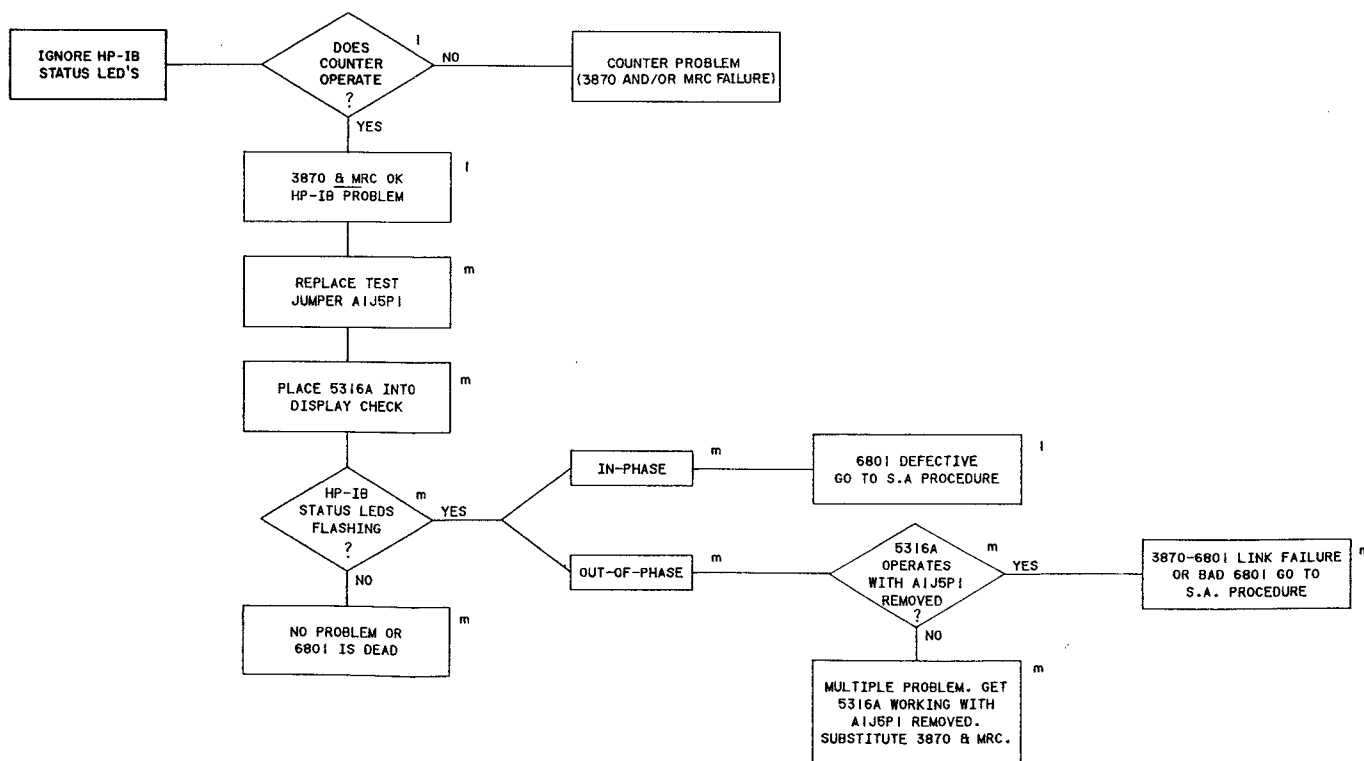 IGNORE HP-IB
STATUS LED'S
DOES
COUNTER
OPERATE
?
l
NO
COUNTER PROBLEM
(3870 AND/OR MRC FAILURE)
YES
3870 & MRC OK
HP-IB PROBLEM
l
REPLACE TEST
JUMPER A1J5P1
m
PLACE 5316A INTO
DISPLAY CHECK
m
HP-IB
STATUS LEDS
FLASHING
?
m
YES
IN-PHASE
m
6801 DEFECTIVE
GO TO S.A PROCEDURE
l
OUT-OF-PHASE
m
5316A
OPERATES
WITH A1J5P1
REMOVED
?
m
YES
3870-6801 LINK FAILURE
OR BAD 6801 GO TO
S.A. PROCEDURE
m
NO
NO PROBLEM OR
6801 IS DEAD
m
NO
MULTIPLE PROBLEM. GET
5316A WORKING WITH
A1J5P1 REMOVED.
SUBSTITUTE 3870 & MRC.
m